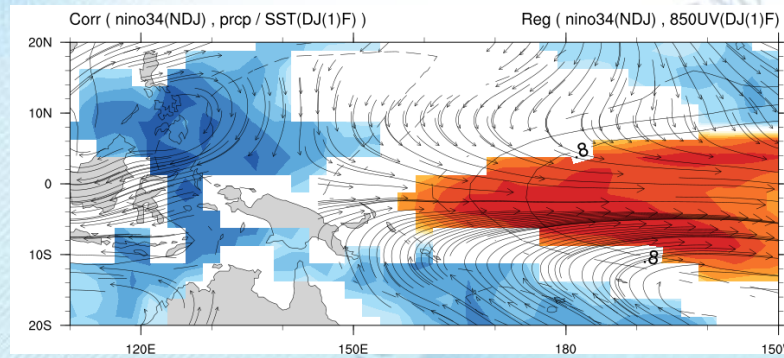 Corr ( nino34(NDJ) , prcp / SST(DJ(1)F) )
Reg ( nino34(NDJ) , 850UV(DJ(1)F)
20N
10N
.8
0
10S
.8
20S
120E
150E
180